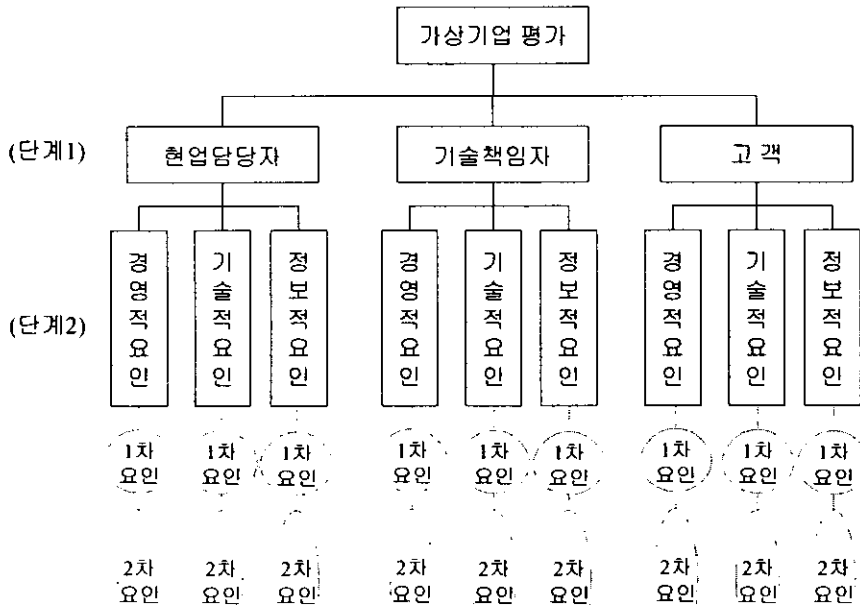 가상기업 평가
(단계1)
현업담당자
기술책임자
고 객
(단계2)
경영적요인
기술적요인
정보적요인
경영적요인
기술적요안
정보적요인
경영적요인
기술적요인
정보적요인
1차 1차 1차 1차 1차 1차 1차 1차 1차
요인 요인 요인 요인 요인 요인 요인 요인 요인
2차 2차 2차 2차 2차 2차 2차 2차 2차
요인 요인 요인 요인 요인 요인 요인 요인 요인